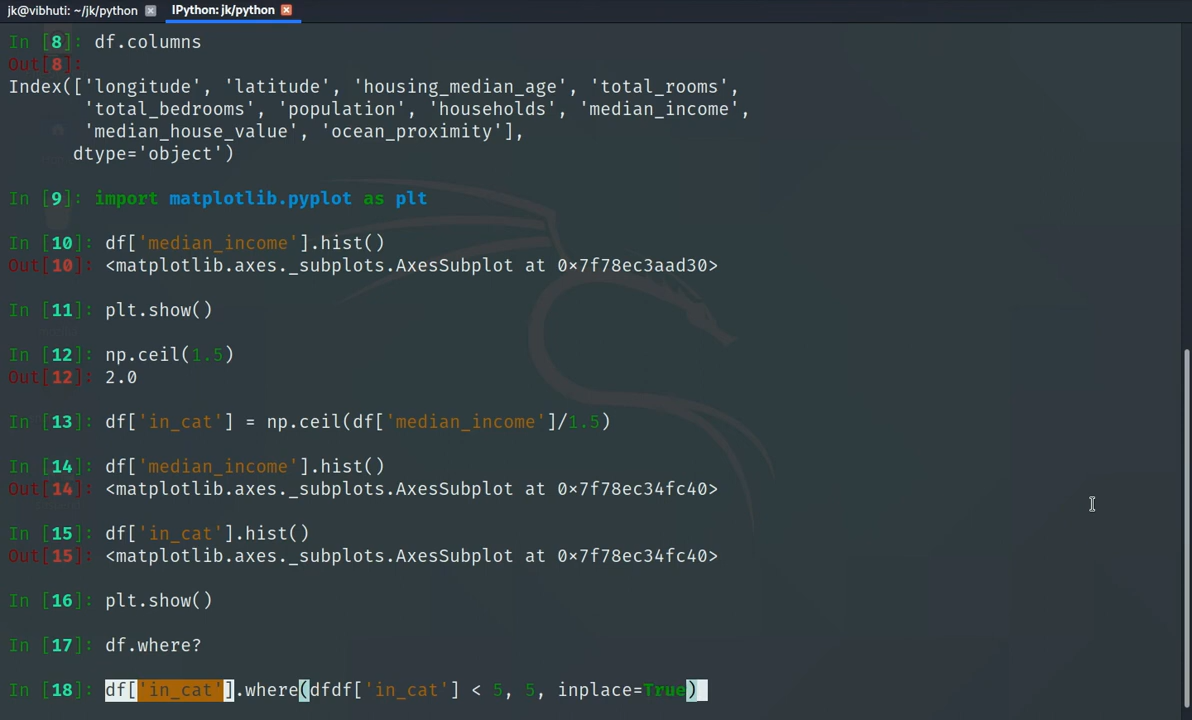 jk@vibhuti: ~/jk/python
IPython: jk/python
In [8]: df.columns
Out[8]:
Index(['longitude', 'latitude', 'housing_median_age', 'total_rooms',
'total_bedrooms', 'population', 'households', 'median_income',
'median_house_value', 'ocean_proximity'],
dtype='object')
In [9]: import matplotlib.pyplot as plt
In [10]: df['median_income'].hist()
Out[10]: <matplotlib.axes._subplots.AxesSubplot at 0x7f78ec3aad30>
In [11]: plt.show()
In [12]: np.ceil(1.5)
Out[12]: 2.0
In [13]: df['in_cat'] = np.ceil(df['median_income']/1.5)
In [14]: df['median_income'].hist()
Out[14]: <matplotlib.axes._subplots.AxesSubplot at 0x7f78ec34fc40>
In [15]: df['in_cat'].hist()
Out[15]: <matplotlib.axes._subplots.AxesSubplot at 0x7f78ec34fc40>
In [16]: plt.show()
In [17]: df.where?
In [18]: df['in_cat'].where(dfdf['in_cat'] < 5, 5, inplace=True)